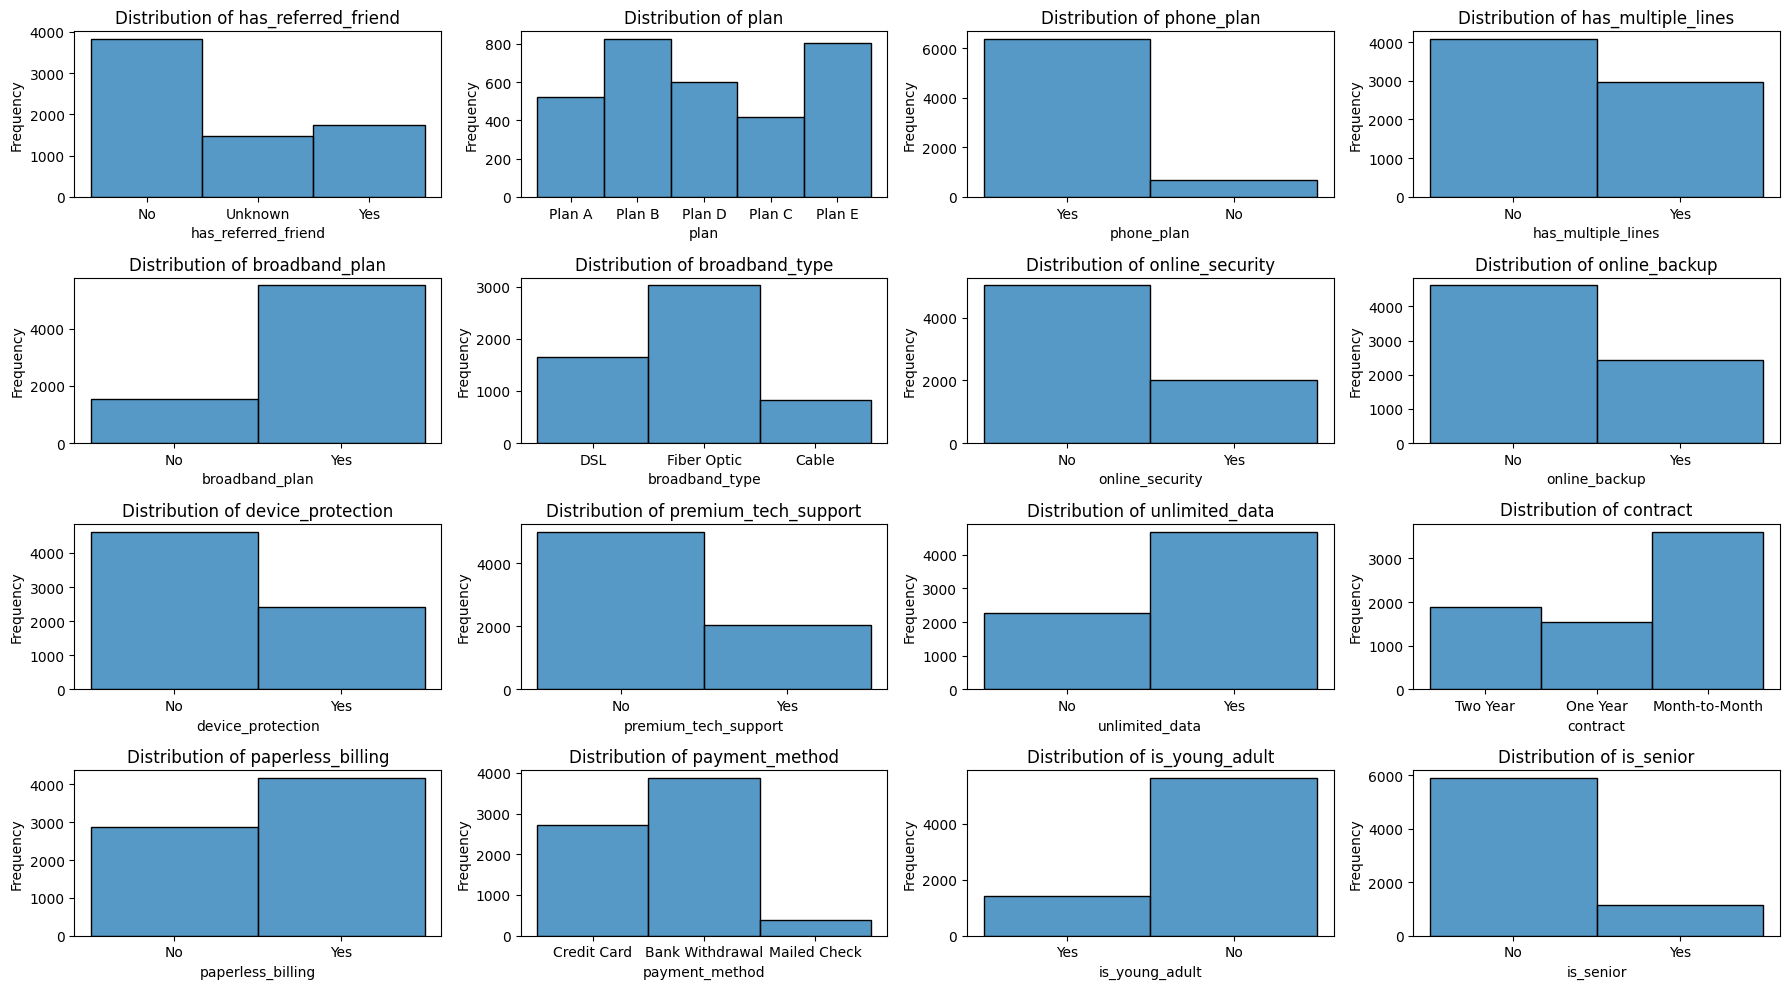 Distribution of has_referred_friend
Frequency
4000
3000
2000
1000
0
No Unknown Yes
has_referred_friend
Distribution of plan
Frequency
800
600
400
200
0
Plan A Plan B Plan D Plan C Plan E
plan
Distribution of phone_plan
Frequency
6000
4000
2000
0
Yes No
phone_plan
Distribution of has_multiple_lines
Frequency
4000
3000
2000
1000
0
No Yes
has_multiple_lines
Distribution of broadband_plan
Frequency
4000
2000
0
No Yes
broadband_plan
Distribution of broadband_type
Frequency
3000
2000
1000
0
DSL Fiber Optic Cable
broadband_type
Distribution of online_security
Frequency
4000
2000
0
No Yes
online_security
Distribution of online_backup
Frequency
4000
3000
2000
1000
0
No Yes
online_backup
Distribution of device_protection
Frequency
4000
3000
2000
1000
0
No Yes
device_protection
Distribution of premium_tech_support
Frequency
4000
2000
0
No Yes
premium_tech_support
Distribution of unlimited_data
Frequency
4000
3000
2000
1000
0
No Yes
unlimited_data
Distribution of contract
Frequency
3000
2000
1000
0
Two Year One Year Month-to-Month
contract
Distribution of paperless_billing
Frequency
4000
3000
2000
1000
0
No Yes
paperless_billing
Distribution of payment_method
Frequency
4000
3000
2000
1000
0
Credit Card Bank Withdrawal Mailed Check
payment_method
Distribution of is_young_adult
Frequency
4000
2000
0
Yes No
is_young_adult
Distribution of is_senior
Frequency
6000
4000
2000
0
No Yes
is_senior